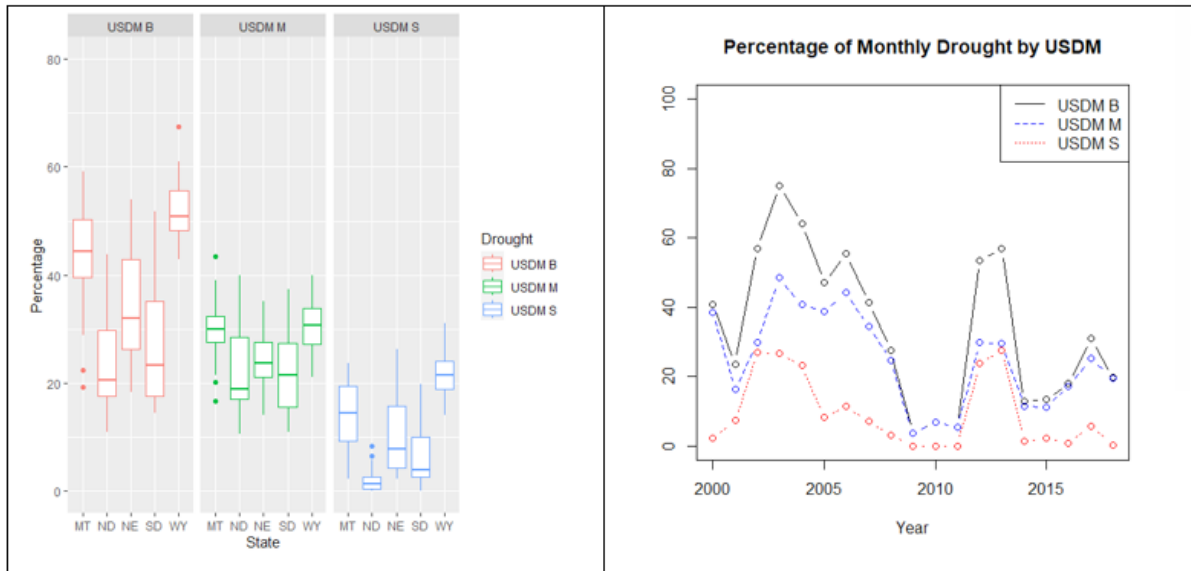 USDM B USDM M USDM S
80
60
40
20
0
Percentage
MT ND NE SD WY MT ND NE SD WY MT ND NE SD WY
State
Drought
USDM B
USDM M
USDM S
Percentage of Monthly Drought by USDM
100
80
60
40
20
0
USDM B
USDM M
USDM S
2000 2005 2010 2015
Year